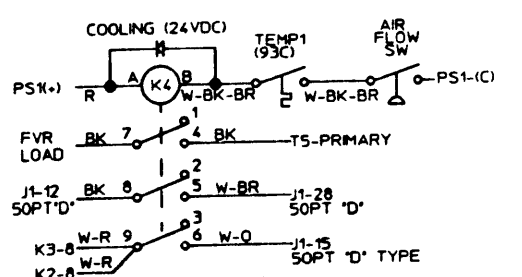 COOLING (24VDC)
TEMP1
(93C)
AIR
FLOW
SW
PS1(+)
R
A
K4
B
W-BK-BR
W-BK-BR
PS1-(C)
1
FVR
LOAD
BK
7
4
BK
T5-PRIMARY
2
J1-12
50PT "D"
BK
8
5
W-BR
J1-28
50PT "D"
3
K3-8
W-R
9
6
W-O
J1-15
50PT "D" TYPE
K2-8
W-R